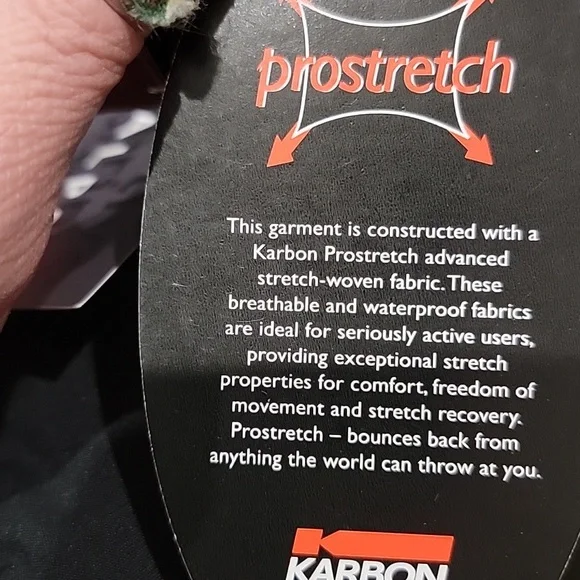 prostretch
This garment is constructed with a
Karbon Prostretch advanced
stretch-woven fabric. These
breathable and waterproof fabrics
are ideal for seriously active users,
providing exceptional stretch
properties for comfort, freedom of
movement and stretch recovery.
Prostretch – bounces back from
anything the world can throw at you.
KARBON